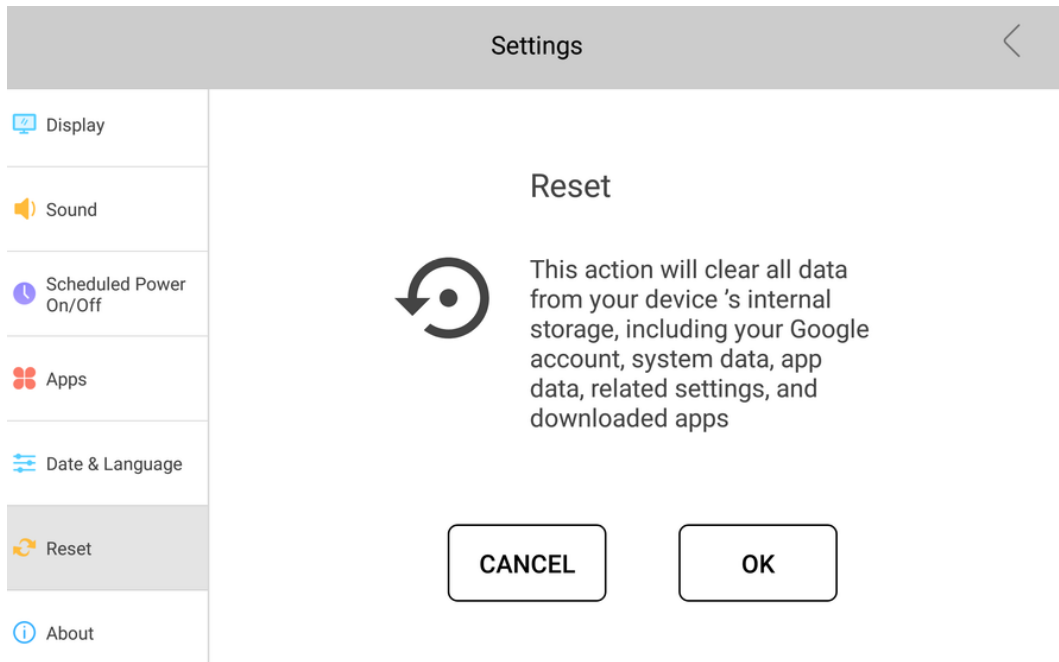 Settings
Display
Sound
Scheduled Power
On/Off
Apps
Date & Language
Reset
About
Reset
This action will clear all data
from your device 's internal
storage, including your Google
account, system data, app
data, related settings, and
downloaded apps
CANCEL
OK